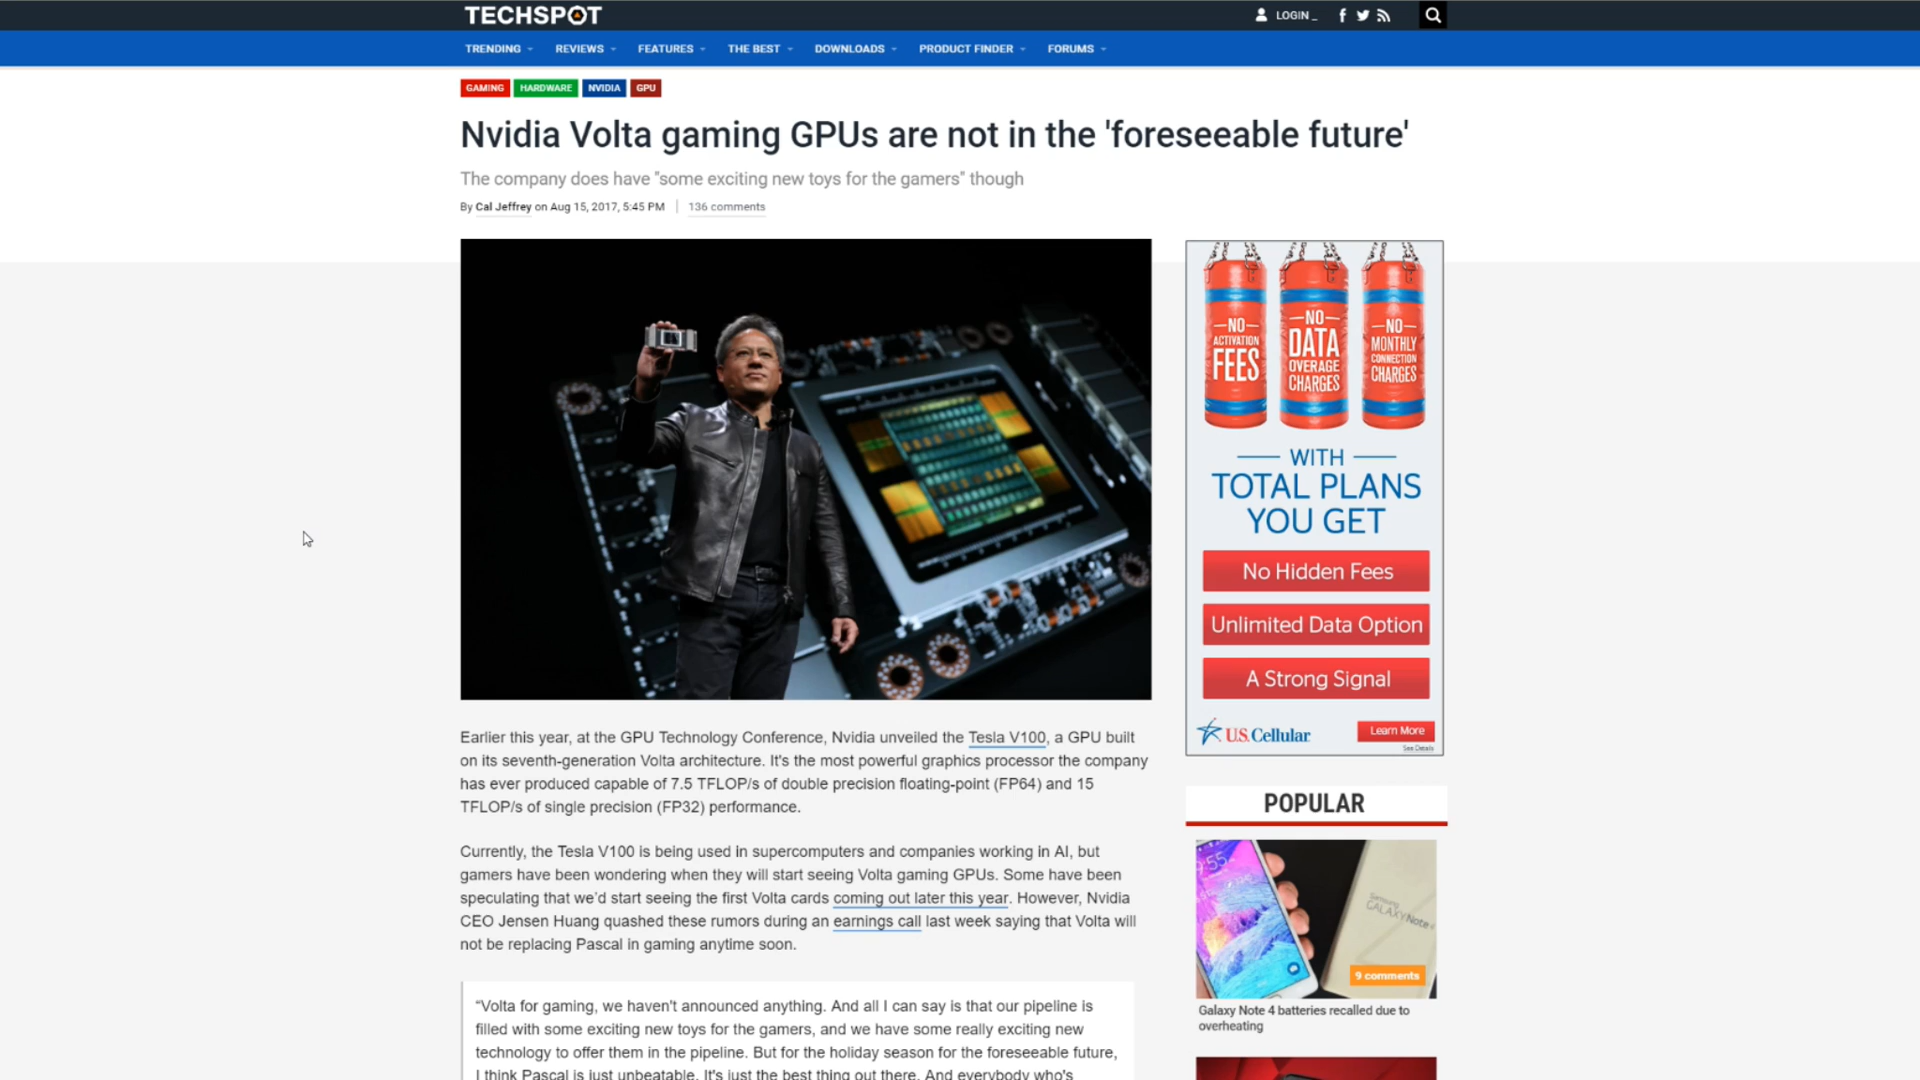 TECHSPOT
LOGIN _
TRENDING
REVIEWS
FEATURES
THE BEST
DOWNLOADS
PRODUCT FINDER
FORUMS
GAMING
HARDWARE
NVIDIA
GPU
Nvidia Volta gaming GPUs are not in the 'foreseeable future'
The company does have "some exciting new toys for the gamers" though
By Cal Jeffrey on Aug 15, 2017, 5:45 PM
136 comments
NO
ACTIVATION
FEES
NO
DATA
OVERAGE
CHARGES
NO
MONTHLY
CONNECTION
CHARGES
WITH
TOTAL PLANS
YOU GET
No Hidden Fees
Unlimited Data Option
A Strong Signal
U.S. Cellular
Learn More
See Details
Earlier this year, at the GPU Technology Conference, Nvidia unveiled the Tesla V100, a GPU built
on its seventh-generation Volta architecture. It's the most powerful graphics processor the company
has ever produced capable of 7.5 TFLOP/s of double precision floating-point (FP64) and 15
TFLOP/s of single precision (FP32) performance.
Currently, the Tesla V100 is being used in supercomputers and companies working in AI, but
gamers have been wondering when they will start seeing Volta gaming GPUs. Some have been
speculating that we'd start seeing the first Volta cards coming out later this year. However, Nvidia
CEO Jensen Huang quashed these rumors during an earnings call last week saying that Volta will
not be replacing Pascal in gaming anytime soon.
“Volta for gaming, we haven't announced anything. And all I can say is that our pipeline is
filled with some exciting new toys for the gamers, and we have some really exciting new
technology to offer them in the pipeline. But for the holiday season for the foreseeable future,
I think Pascal is just unbeatable. It's just the best thing out there. And everybody who's
POPULAR
9:55
Samsung
GALAXY Note 4
9 comments
Galaxy Note 4 batteries recalled due to
overheating